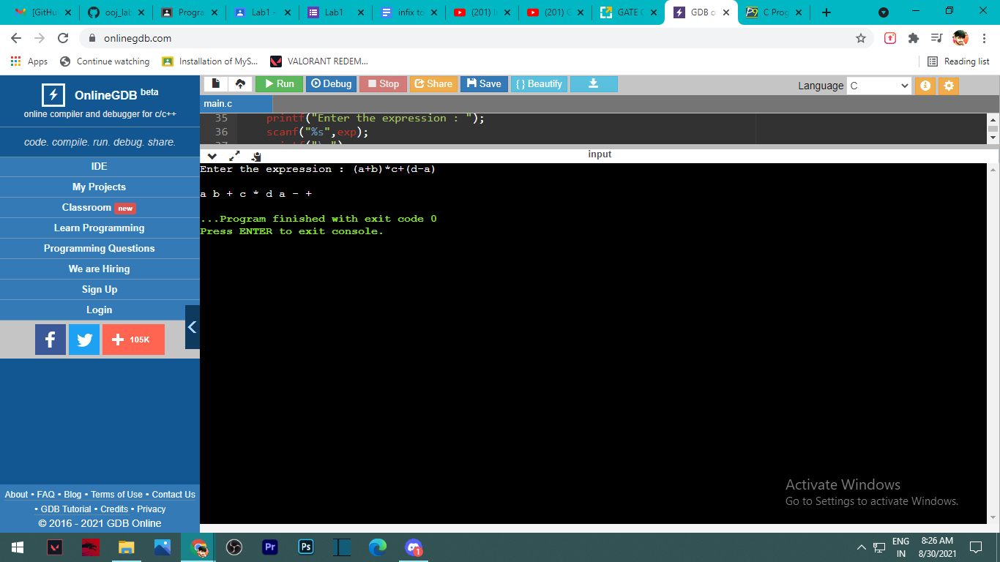 [GitHu
ooj_lab
Progra
Lab1 -
Lab1
infix to
(201) I
(201) G
GATE C
GDB o
C Prog
onlinegdb.com
Apps
Continue watching
Installation of MyS...
VALORANT REDEM...
Reading list
OnlineGDB beta
online compiler and debugger for c/c++
code. compile. run. debug. share.
IDE
My Projects
Classroom new
Learn Programming
Programming Questions
We are Hiring
Sign Up
Login
105K
About • FAQ • Blog • Terms of Use • Contact Us
• GDB Tutorial • Credits • Privacy
© 2016 - 2021 GDB Online
Run
Debug
Stop
Share
Save
{ } Beautify
Language C
main.c
35 printf("Enter the expression : ");
36 scanf("%s",exp);
input
Enter the expression : (a+b)*c+(d-a)
a b + c * d a - +
...Program finished with exit code 0
Press ENTER to exit console.
Activate Windows
Go to Settings to activate Windows.
Pr
Ps
1
ENG
IN
8:26 AM
8/30/2021